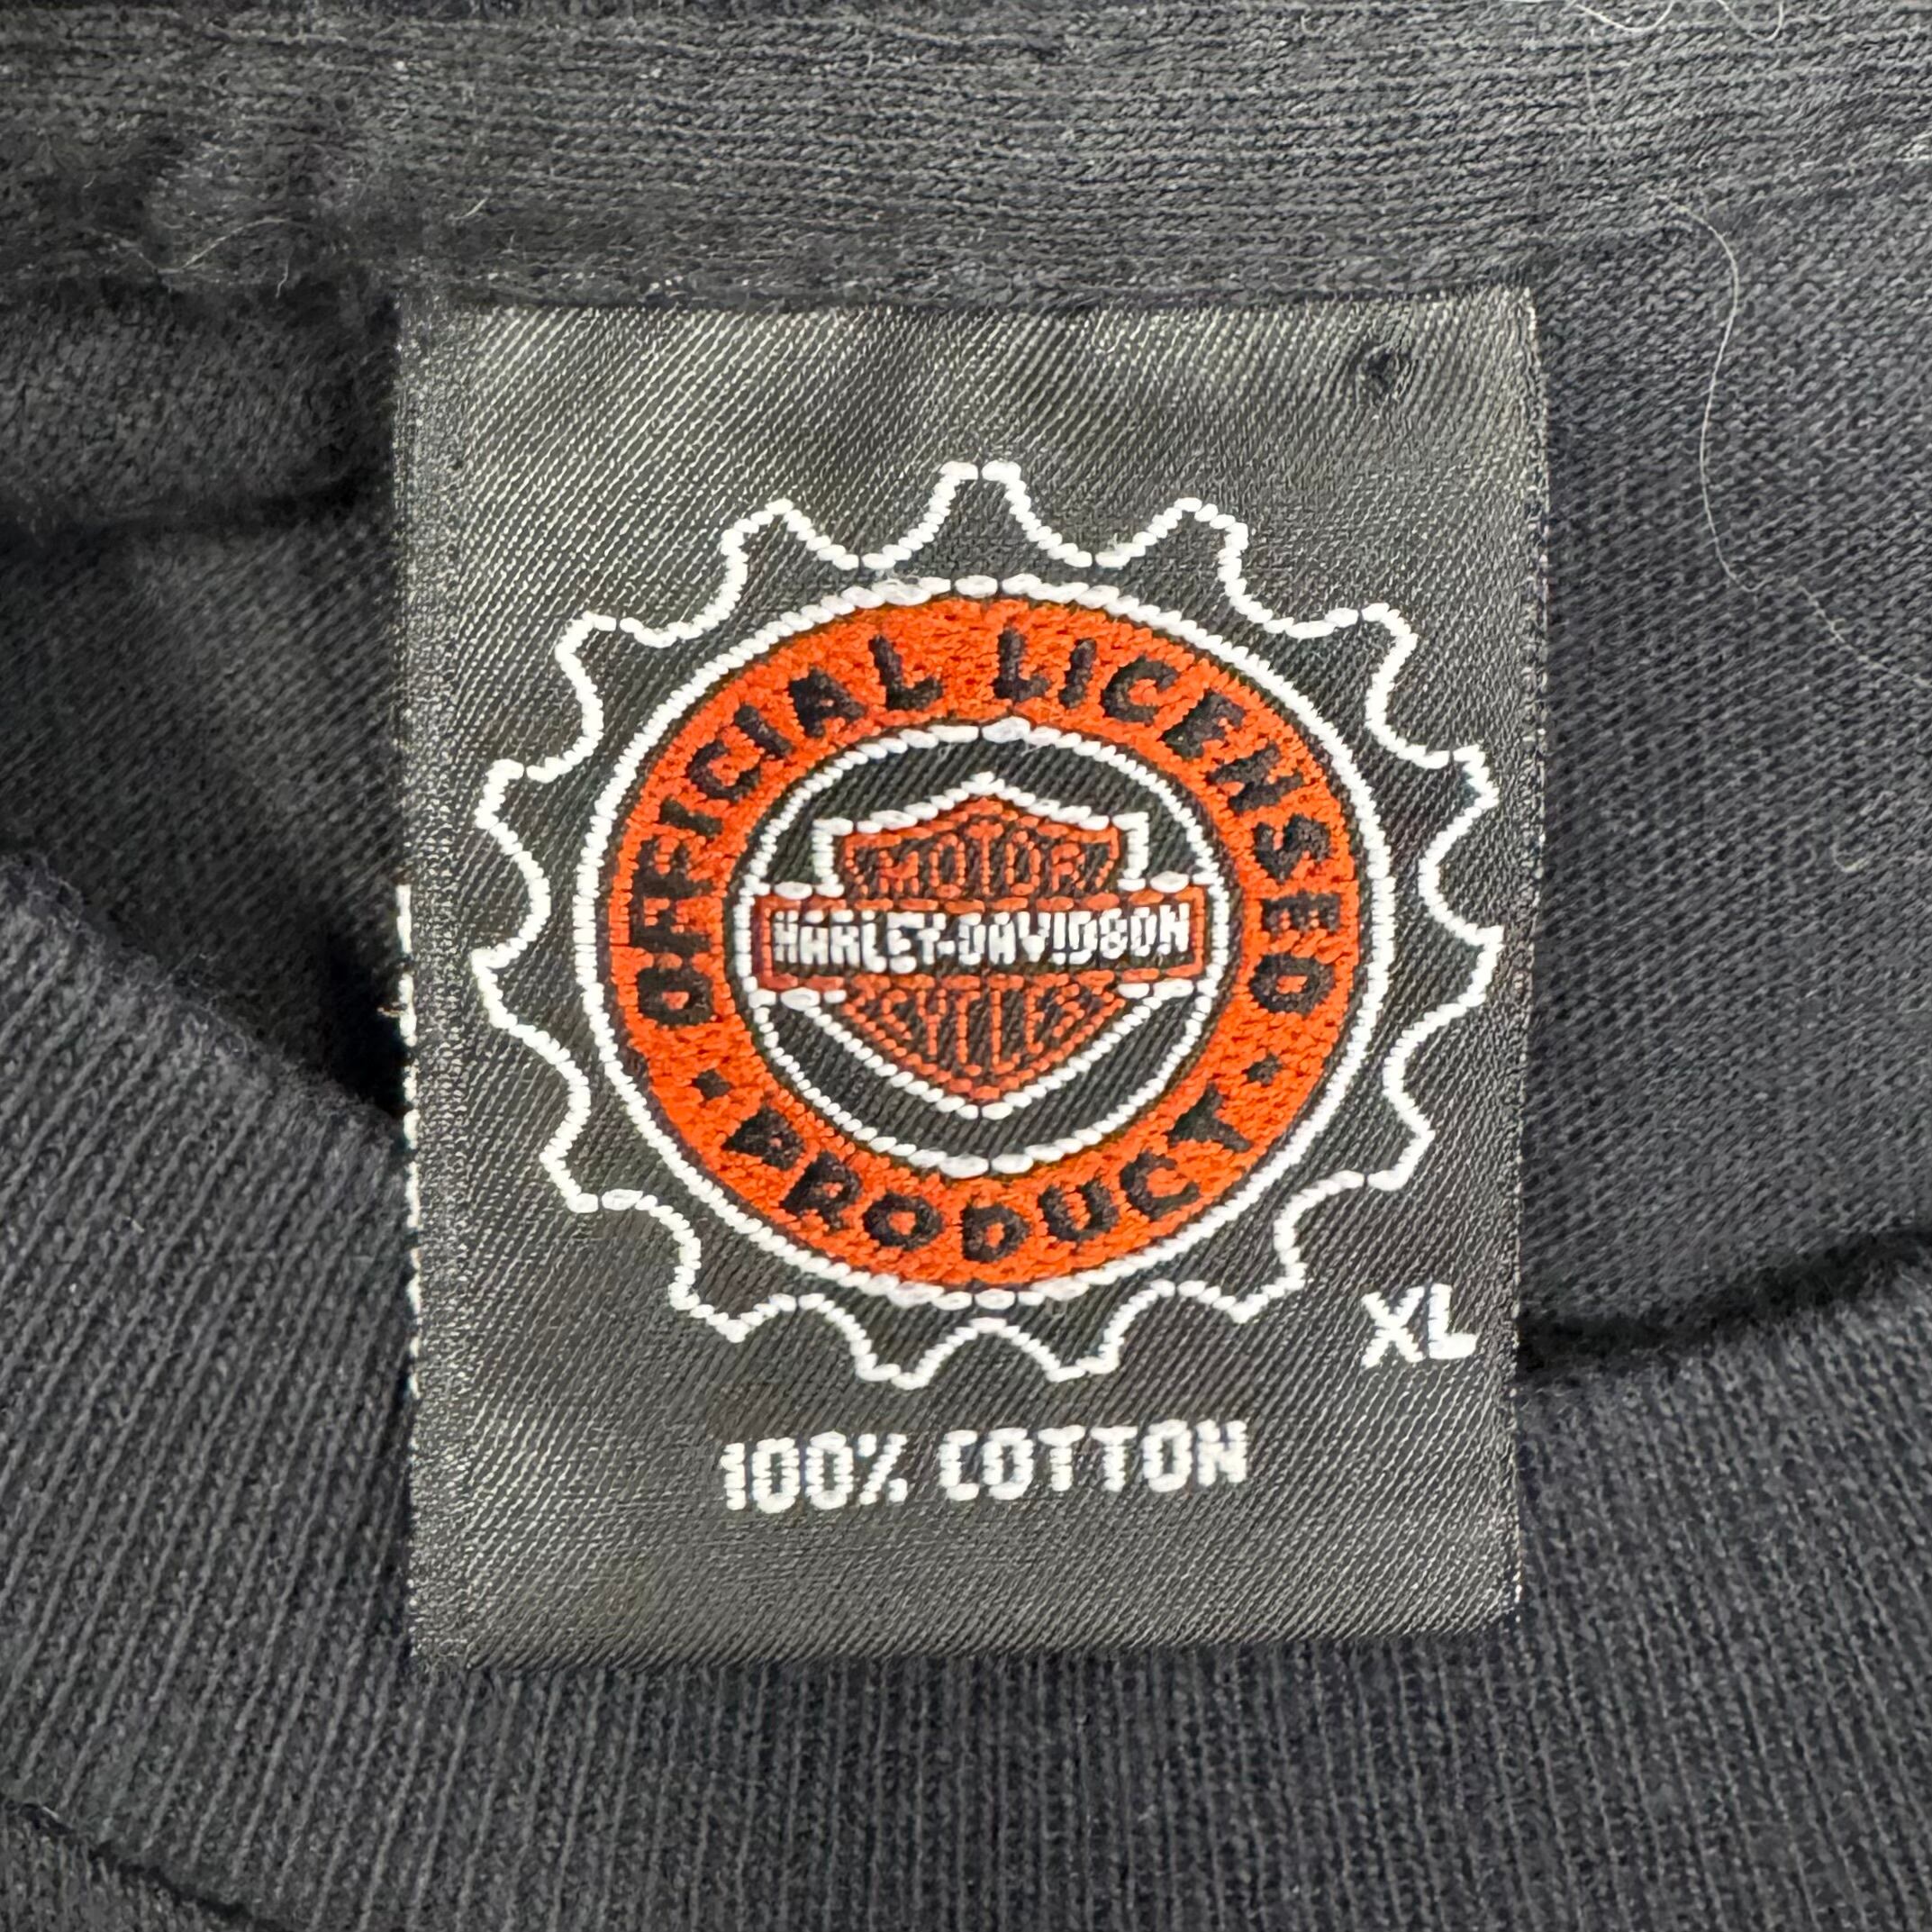 OFFICIAL LICENSED
MOTOR
HARLEY-DAVIDSON
CYCLES
· PRODUCT ·
XL
100% COTTON